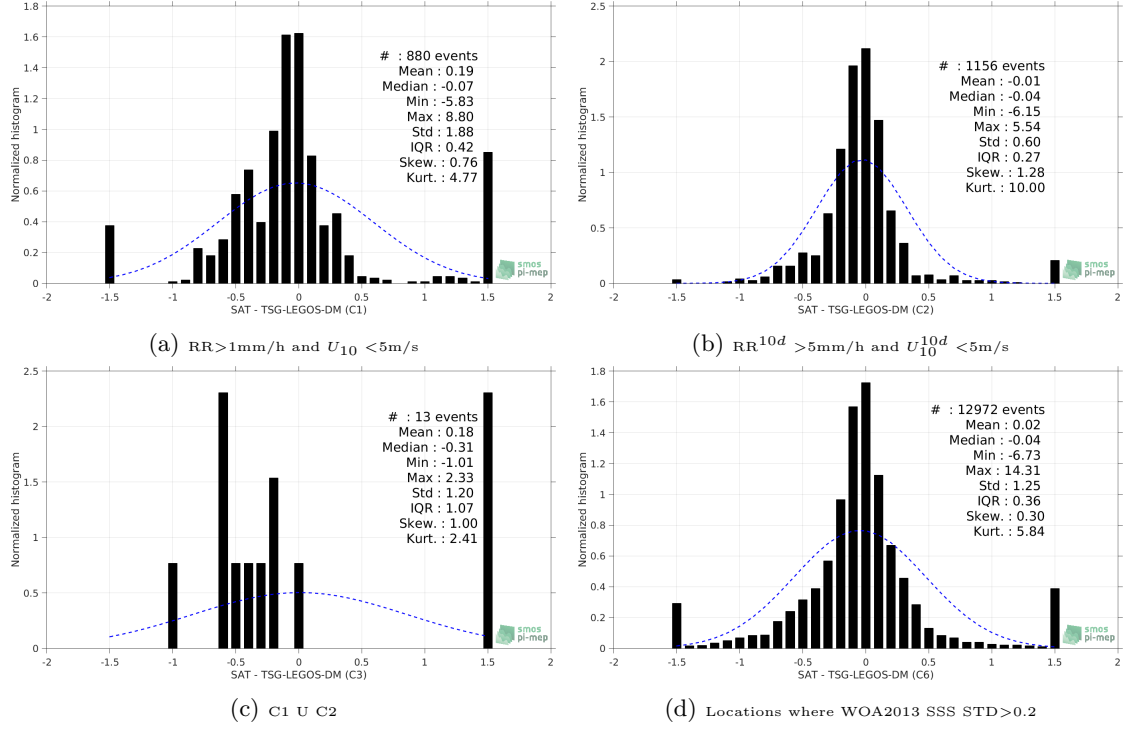 1.8
1.6
1.4
1.2
1
0.8
0.6
0.4
0.2
0
Normalized histogram
# : 880 events
Mean : 0.19
Median : -0.07
Min : -5.83
Max : 8.80
Std : 1.88
IQR : 0.42
Skew. : 0.76
Kurt. : 4.77
smos
pi-mep
-2 -1.5 -1 -0.5 0 0.5 1 1.5 2
SAT - TSG-LEGOS-DM (C1)
(a) RR>1mm/h and U10 <5m/s
2.5
2
1.5
1
0.5
0
Normalized histogram
# : 1156 events
Mean : -0.01
Median : -0.04
Min : -6.15
Max : 5.54
Std : 0.60
IQR : 0.27
Skew. : 1.28
Kurt. : 10.00
smos
pi-mep
-2 -1.5 -1 -0.5 0 0.5 1 1.5 2
SAT - TSG-LEGOS-DM (C2)
(b) RR^10d >5mm/h and U10^10d <5m/s
2.5
2
1.5
1
0.5
0
Normalized histogram
# : 13 events
Mean : 0.18
Median : -0.31
Min : -1.01
Max : 2.33
Std : 1.20
IQR : 1.07
Skew. : 1.00
Kurt. : 2.41
smos
pi-mep
-2 -1.5 -1 -0.5 0 0.5 1 1.5 2
SAT - TSG-LEGOS-DM (C3)
(c) C1 U C2
1.8
1.6
1.4
1.2
1
0.8
0.6
0.4
0.2
0
Normalized histogram
# : 12972 events
Mean : 0.02
Median : -0.04
Min : -6.73
Max : 14.31
Std : 1.25
IQR : 0.36
Skew. : 0.30
Kurt. : 5.84
smos
pi-mep
-2 -1.5 -1 -0.5 0 0.5 1 1.5 2
SAT - TSG-LEGOS-DM (C6)
(d) Locations where WOA2013 SSS STD>0.2